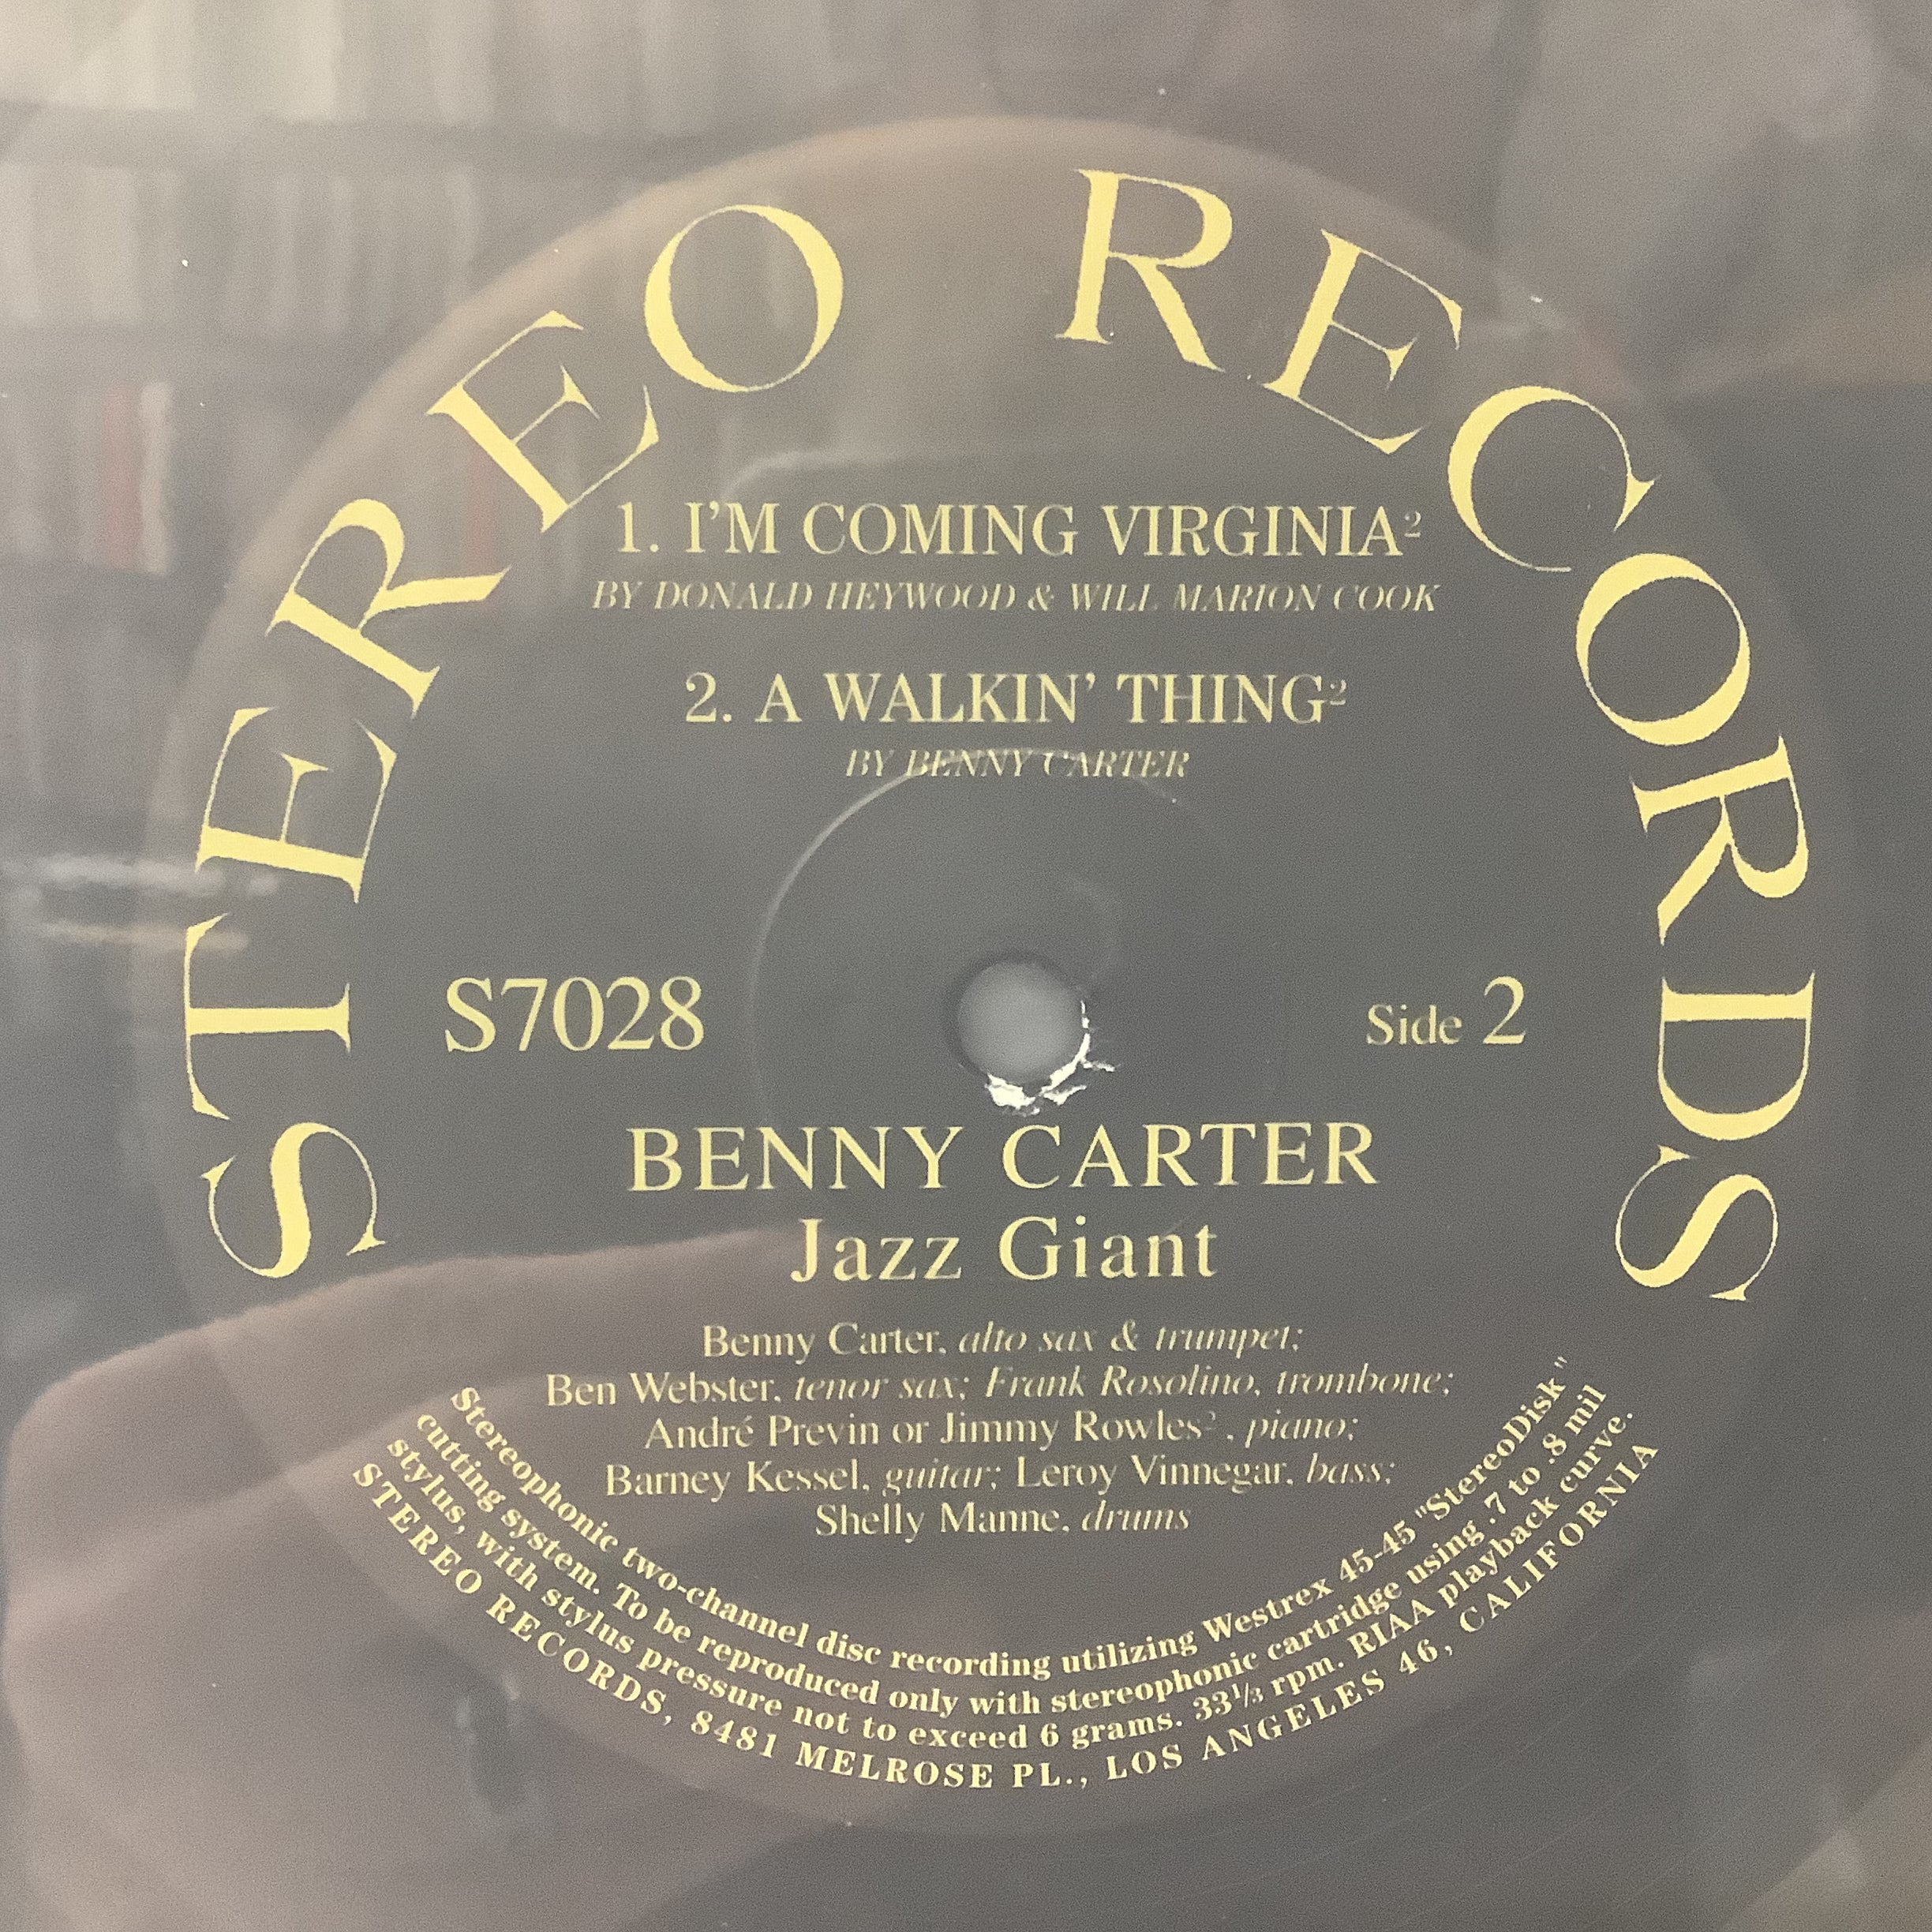 STEREO RECORDS
1. I'M COMING VIRGINIA²
BY DONALD HEYWOOD & WILL MARION COOK
2. A WALKIN' THING²
BY BENNY CARTER
S7028
Side 2
BENNY CARTER
Jazz Giant
Benny Carter, alto sax & trumpet;
Ben Webster, tenor sax; Frank Rosolino, trombone;
André Previn or Jimmy Rowles², piano;
Barney Kessel, guitar; Leroy Vinnegar, bass;
Shelly Manne, drums
Stereophonic two-channel disc recording utilizing Westrex 45-45 "StereoDisk"
cutting system. To be reproduced only with stereophonic cartridge using .7 to .8 mil
stylus, with stylus pressure not to exceed 6 grams. 33⅓ rpm. RIAA playback curve.
STEREO RECORDS, 8481 MELROSE PL., LOS ANGELES 46, CALIFORNIA